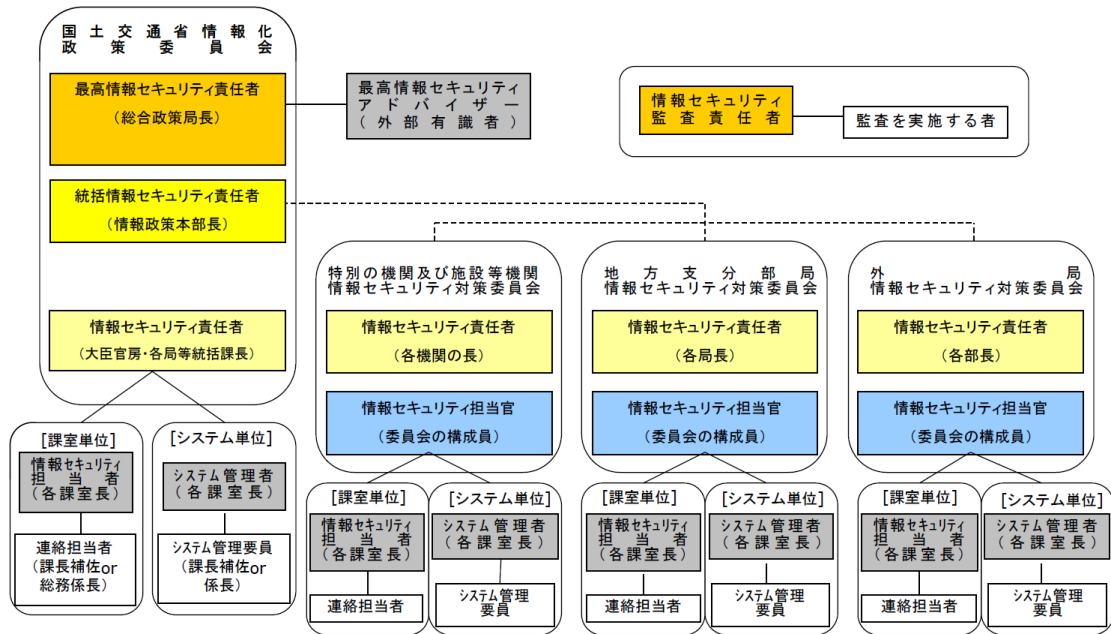 国土交通省情報化
政策委員会
最高情報セキュリティ責任者
(総合政策局長)
最高情報セキュリティ
アドバイザー
(外部有識者)
情報セキュリティ
監査責任者
監査を実施する者
統括情報セキュリティ責任者
(情報政策本部長)
情報セキュリティ責任者
(大臣官房・各局等統括課長)
特別の機関及び施設等機関
情報セキュリティ対策委員会
情報セキュリティ責任者
(各機関の長)
情報セキュリティ担当官
(委員会の構成員)
地方支分部局
情報セキュリティ対策委員会
情報セキュリティ責任者
(各局長)
情報セキュリティ担当官
(委員会の構成員)
外局
情報セキュリティ対策委員会
情報セキュリティ責任者
(各部長)
情報セキュリティ担当官
(委員会の構成員)
[課室単位]
情報セキュリティ
担当者
(各課室長)
連絡担当者
(課長補佐or
総務係長)
[システム単位]
システム管理者
(各課室長)
システム管理要員
(課長補佐or
係長)
[課室単位]
情報セキュリティ
担当者
(各課室長)
連絡担当者
[システム単位]
システム管理者
(各課室長)
システム管理
要員
[課室単位]
情報セキュリティ
担当者
(各課室長)
連絡担当者
[システム単位]
システム管理者
(各課室長)
システム管理
要員
[課室単位]
情報セキュリティ
担当者
(各課室長)
連絡担当者
[システム単位]
システム管理者
(各課室長)
システム管理
要員